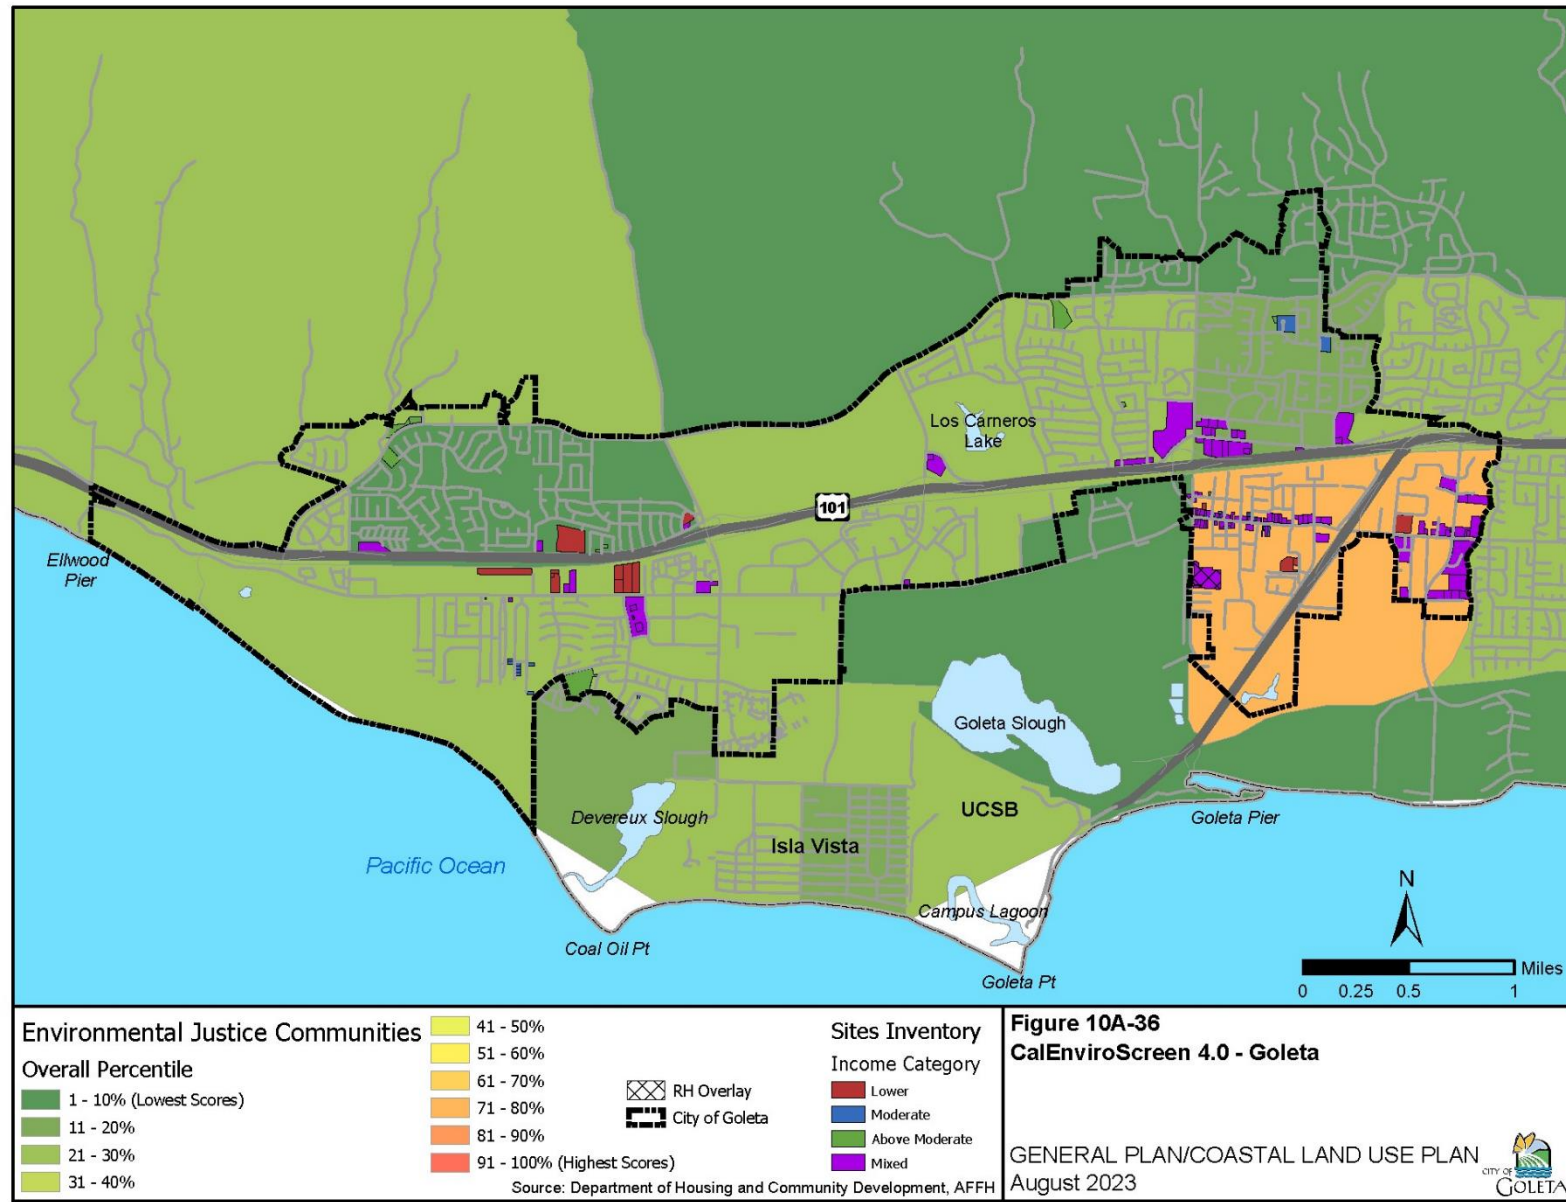 Los Carneros
Lake
101
Ellwood
Pier
Goleta Slough
Devereux Slough
UCSB
Goleta Pier
Isla Vista
Pacific Ocean
Campus Lagoon
Coal Oil Pt
Goleta Pt
N
Miles
0 0.25 0.5 1
Environmental Justice Communities
Overall Percentile
1 - 10% (Lowest Scores)
11 - 20%
21 - 30%
31 - 40%
41 - 50%
51 - 60%
61 - 70%
71 - 80%
81 - 90%
91 - 100% (Highest Scores)
RH Overlay
City of Goleta
Sites Inventory
Income Category
Lower
Moderate
Above Moderate
Mixed
Source: Department of Housing and Community Development, AFFH
Figure 10A-36
CalEnviroScreen 4.0 - Goleta
GENERAL PLAN/COASTAL LAND USE PLAN
August 2023
CITY OF
GOLETA